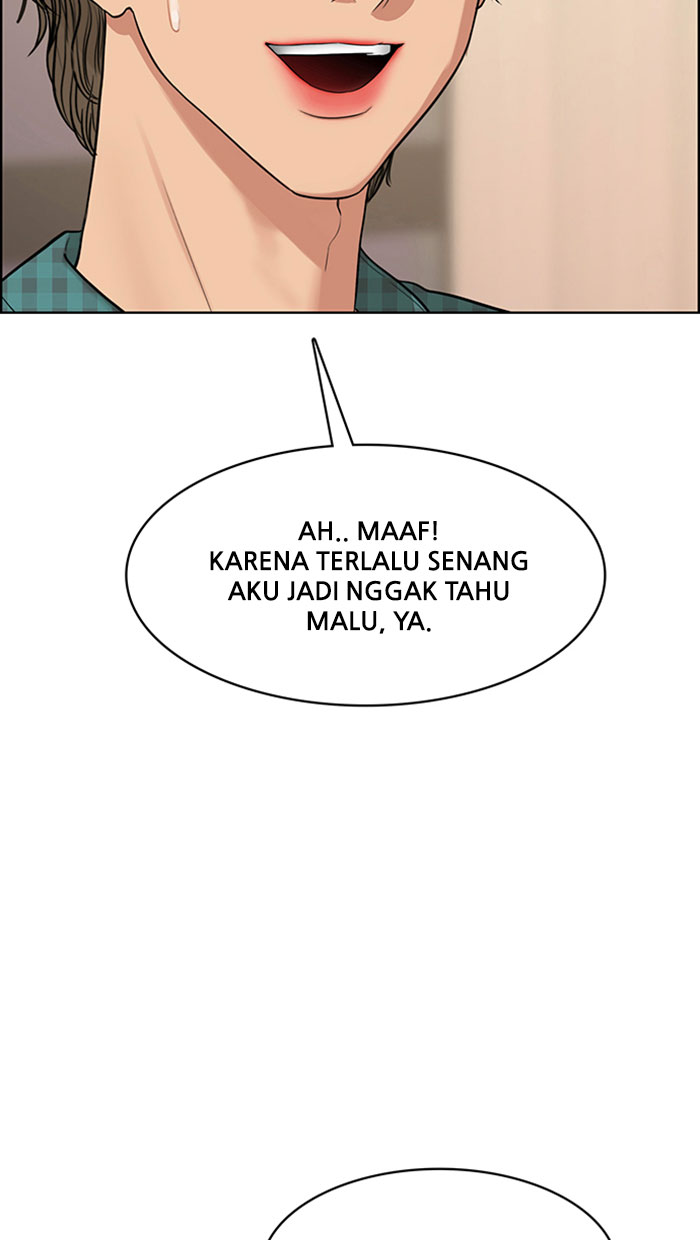 AH.. MAAF!
KARENA TERLALU SENANG
AKU JADI NGGAK TAHU
MALU, YA.